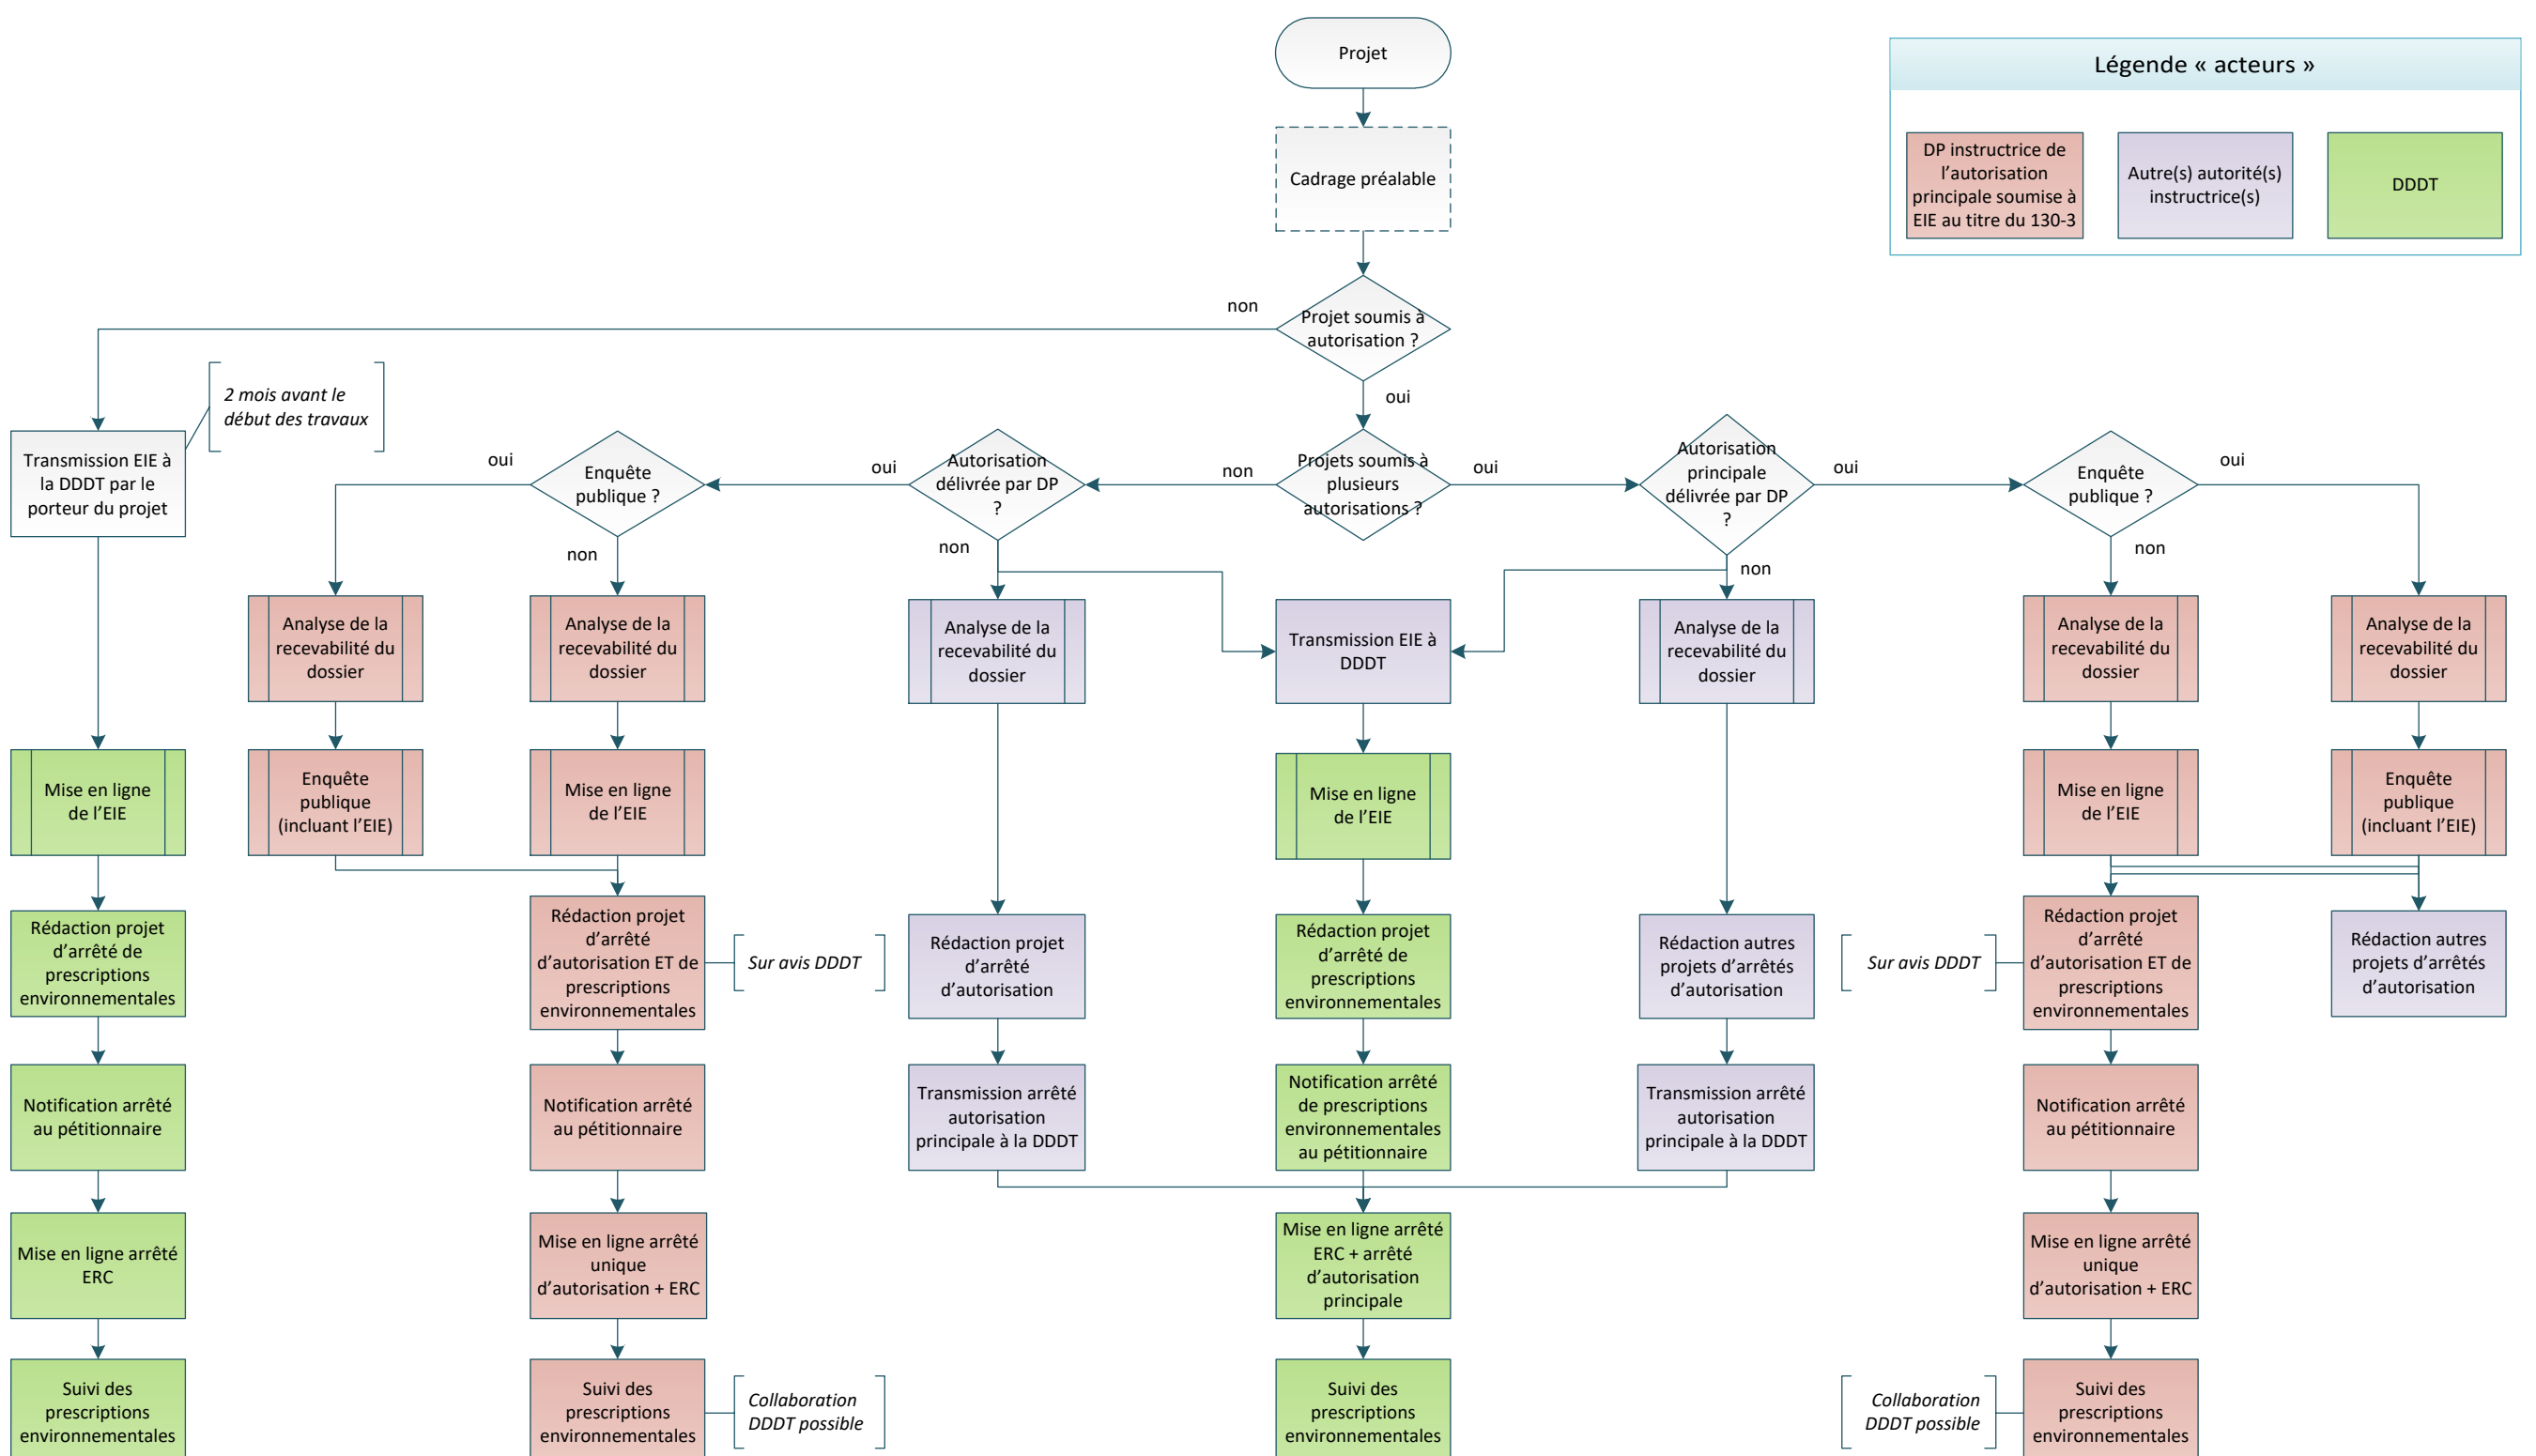 Projet
Légende « acteurs »
DP instructrice de
l’autorisation
principale soumise à
EIE au titre du 130-3
Autre(s) autorité(s)
instructrice(s)
DDDT
Cadrage préalable
non
Projet soumis à
autorisation ?
oui
2 mois avant le
début des travaux
Transmission EIE à
la DDDT par le
porteur du projet
oui
Enquête
publique ?
non
oui
Autorisation
délivrée par DP
?
non
non
Projets soumis à
plusieurs
autorisations ?
oui
Autorisation
principale
délivrée par DP
?
non
oui
Enquête
publique ?
non
oui
Analyse de la
recevabilité du
dossier
Analyse de la
recevabilité du
dossier
Analyse de la
recevabilité du
dossier
Transmission EIE à
DDDT
Analyse de la
recevabilité du
dossier
Analyse de la
recevabilité du
dossier
Analyse de la
recevabilité du
dossier
Mise en ligne
de l’EIE
Enquête
publique
(incluant l’EIE)
Mise en ligne
de l’EIE
Mise en ligne
de l’EIE
Mise en ligne
de l’EIE
Enquête
publique
(incluant l’EIE)
Rédaction projet
d’arrêté de
prescriptions
environnementales
Rédaction projet
d’arrêté
d’autorisation ET de
prescriptions
environnementales
Sur avis DDDT
Rédaction projet
d’arrêté
d’autorisation
Rédaction projet
d’arrêté de
prescriptions
environnementales
Rédaction autres
projets d’arrêtés
d’autorisation
Sur avis DDDT
Rédaction projet
d’arrêté
d’autorisation ET de
prescriptions
environnementales
Rédaction autres
projets d’arrêtés
d’autorisation
Notification arrêté
au pétitionnaire
Notification arrêté
au pétitionnaire
Transmission arrêté
autorisation
principale à la DDDT
Notification arrêté
de prescriptions
environnementales
au pétitionnaire
Transmission arrêté
autorisation
principale à la DDDT
Notification arrêté
au pétitionnaire
Mise en ligne arrêté
ERC
Mise en ligne arrêté
unique
d’autorisation + ERC
Mise en ligne arrêté
ERC + arrêté
d’autorisation
principale
Mise en ligne arrêté
unique
d’autorisation + ERC
Suivi des
prescriptions
environnementales
Suivi des
prescriptions
environnementales
Collaboration
DDDT possible
Suivi des
prescriptions
environnementales
Collaboration
DDDT possible
Suivi des
prescriptions
environnementales